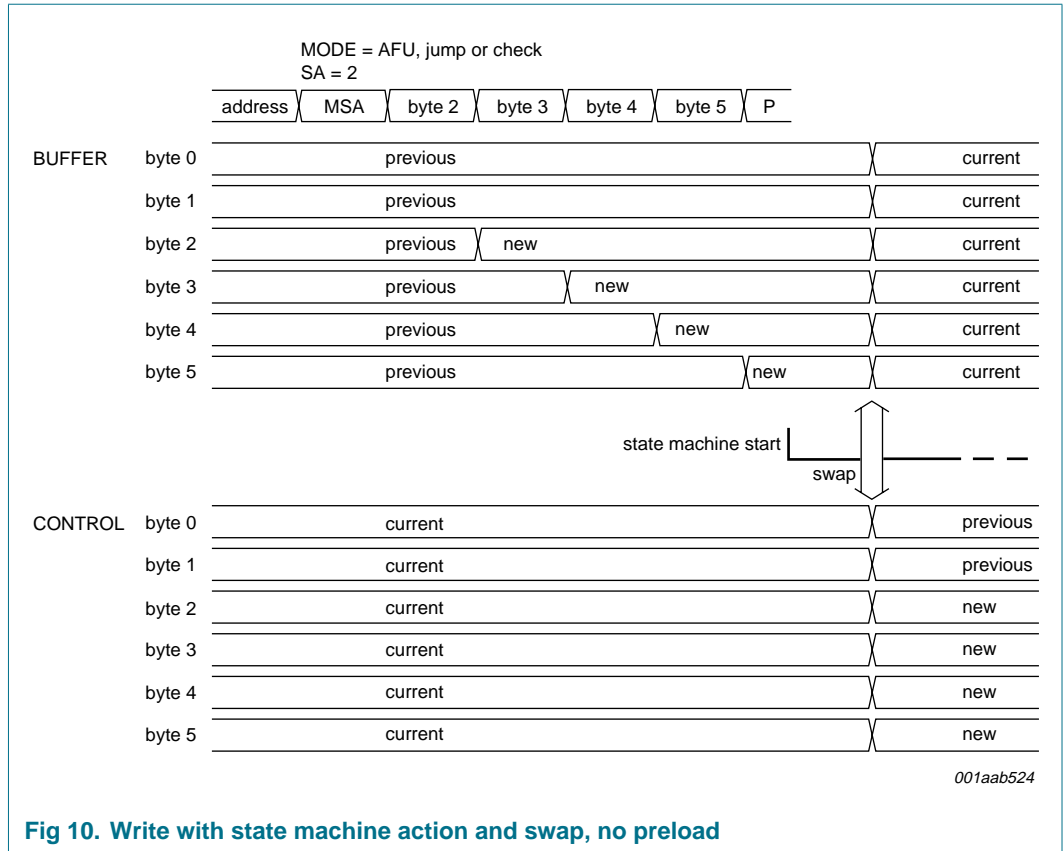 MODE = AFU, jump or check
SA = 2
address MSA byte 2 byte 3 byte 4 byte 5 P
BUFFER byte 0 previous current
byte 1 previous current
byte 2 previous new current
byte 3 previous new current
byte 4 previous new current
byte 5 previous new current
state machine start
swap
CONTROL byte 0 current previous
byte 1 current previous
byte 2 current new
byte 3 current new
byte 4 current new
byte 5 current new
001aab524
Fig 10. Write with state machine action and swap, no preload